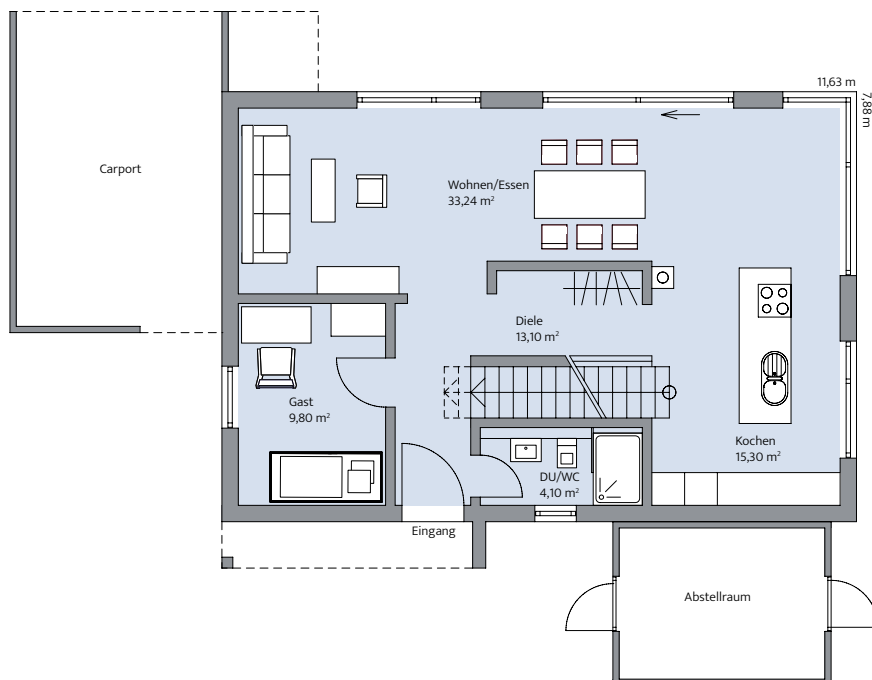 11,63 m
7,88 m
Carport
Wohnen/Essen
33,24 m²
Diele
13,10 m²
Gast
9,80 m²
Kochen
15,30 m²
DU/WC
4,10 m²
Eingang
Abstellraum